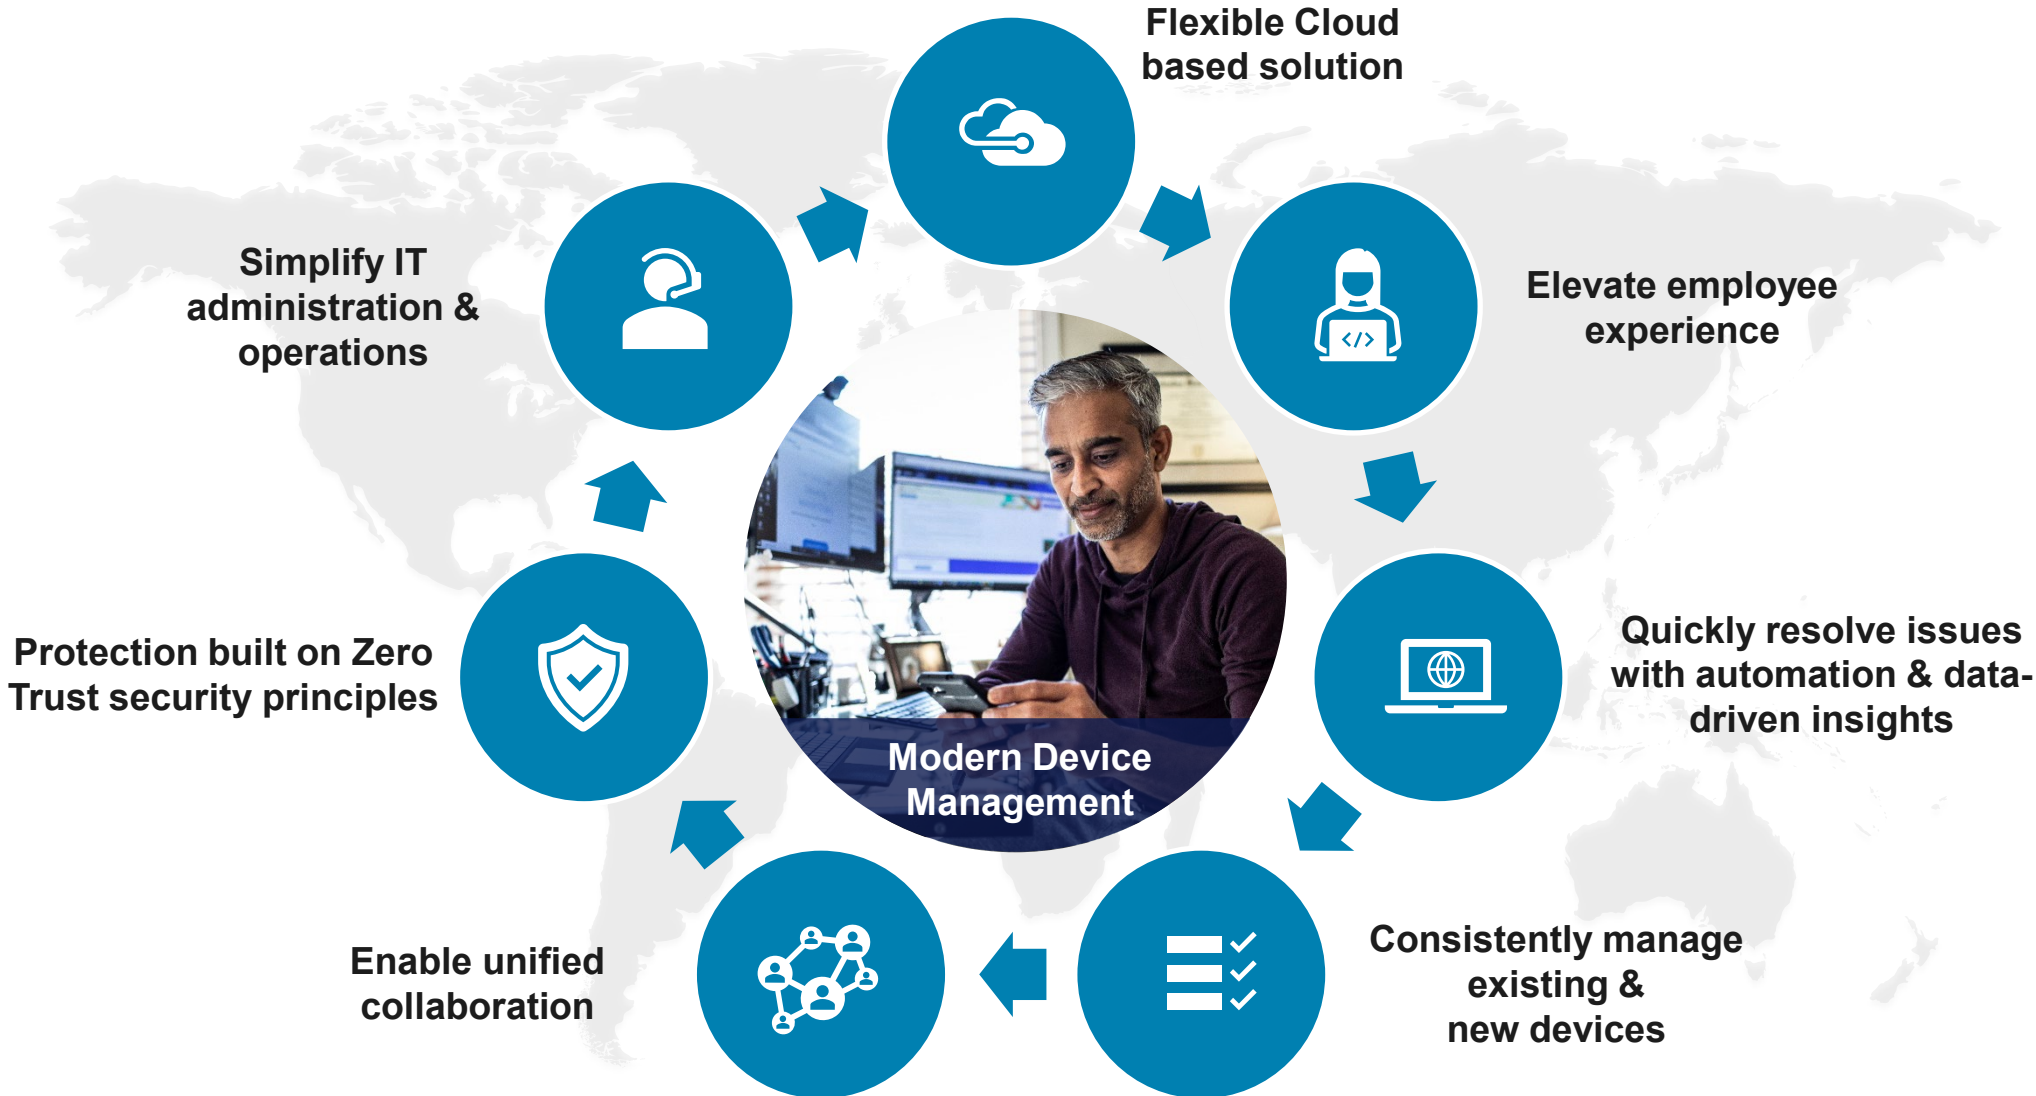 Flexible Cloud
based solution
Elevate employee
experience
</>
Quickly resolve issues
with automation & data-
driven insights
Consistently manage
existing &
new devices
Enable unified
collaboration
Protection built on Zero
Trust security principles
Simplify IT
administration &
operations
Modern Device
Management